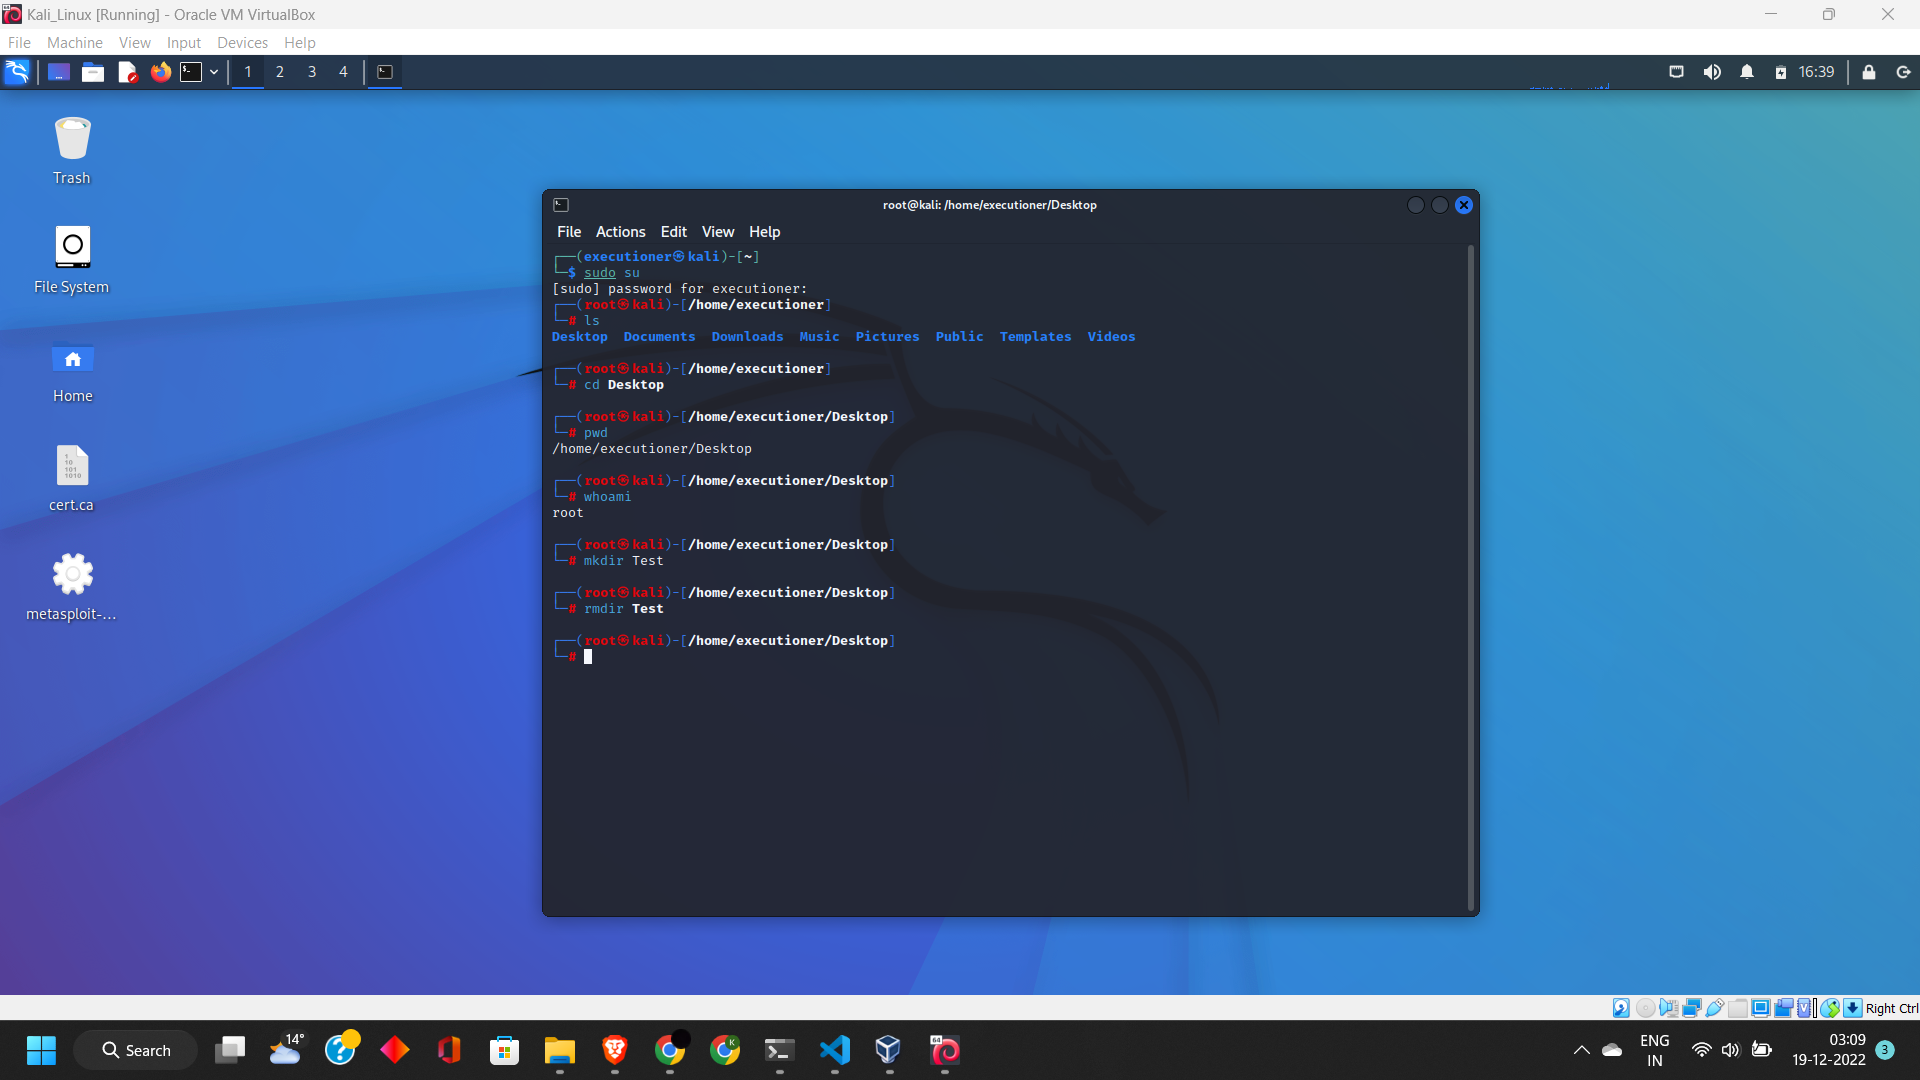 Kali_Linux [Running] - Oracle VM VirtualBox
File Machine View Input Devices Help
1 2 3 4 16:39
Trash
File System
Home
cert.ca
metasploit-...
root@kali: /home/executioner/Desktop
File Actions Edit View Help
┌──(executioner㉿kali)-[~]
└─$ sudo su
[sudo] password for executioner:
┌──(root㉿kali)-[/home/executioner]
└─# ls
Desktop Documents Downloads Music Pictures Public Templates Videos
┌──(root㉿kali)-[/home/executioner]
└─# cd Desktop
┌──(root㉿kali)-[/home/executioner/Desktop]
└─# pwd
/home/executioner/Desktop
┌──(root㉿kali)-[/home/executioner/Desktop]
└─# whoami
root
┌──(root㉿kali)-[/home/executioner/Desktop]
└─# mkdir Test
┌──(root㉿kali)-[/home/executioner/Desktop]
└─# rmdir Test
┌──(root㉿kali)-[/home/executioner/Desktop]
└─#
Right Ctrl
Search
14°
ENG
IN
03:09
19-12-2022
3